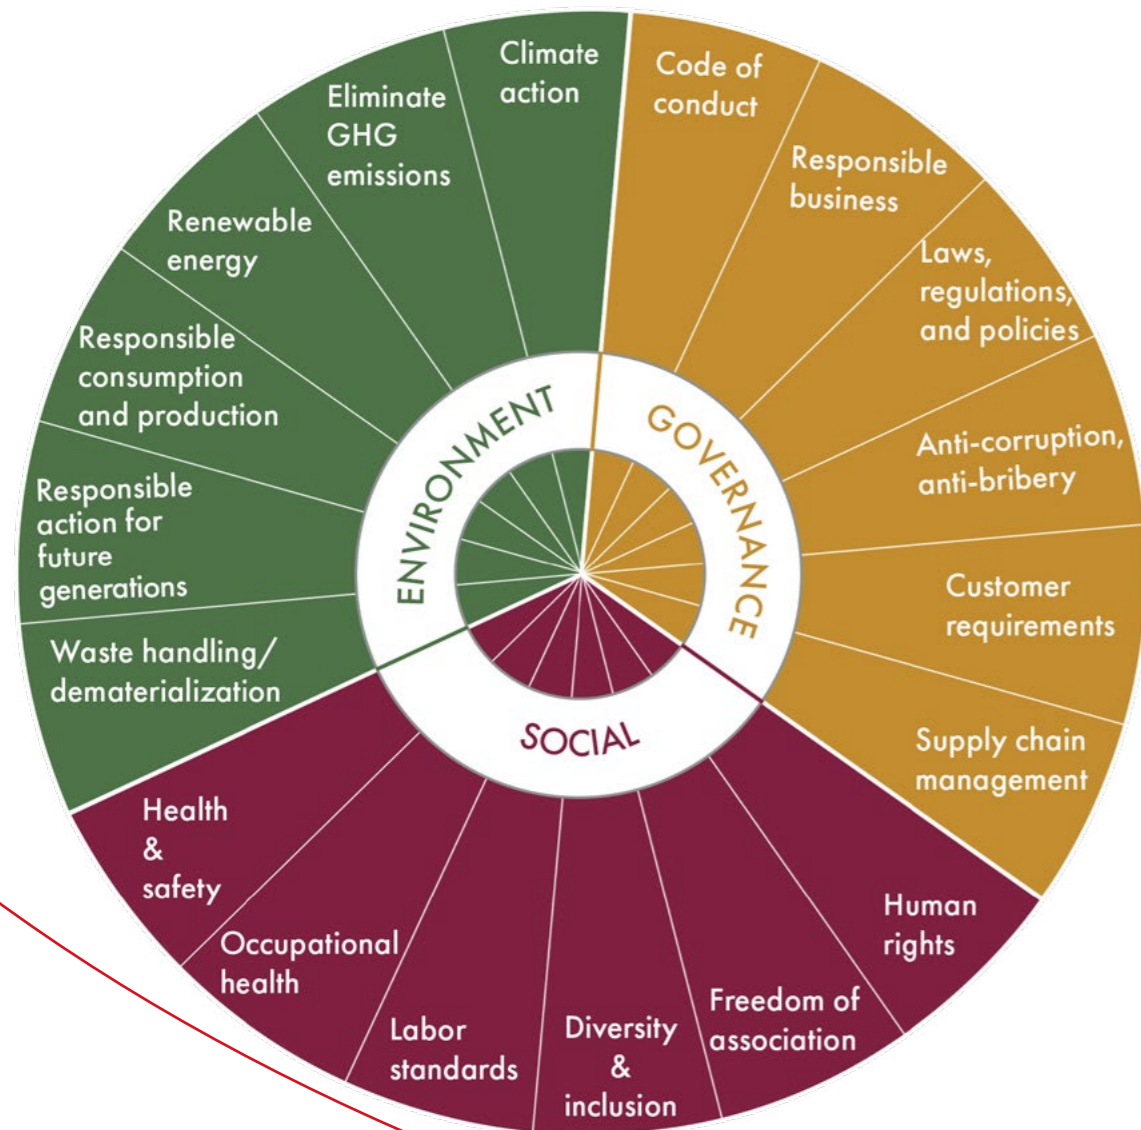 Climate
action
Code of
conduct
Responsible
business
Laws,
regulations,
and policies
Anti-corruption,
anti-bribery
Customer
requirements
Supply chain
management
Human
rights
Freedom of
association
Diversity
&
inclusion
Labor
standards
Occupational
health
Health
&
safety
Waste handling/
dematerialization
Responsible
action for
future
generations
Responsible
consumption
and production
Renewable
energy
Eliminate
GHG
emissions
ENVIRONMENT
GOVERNANCE
SOCIAL